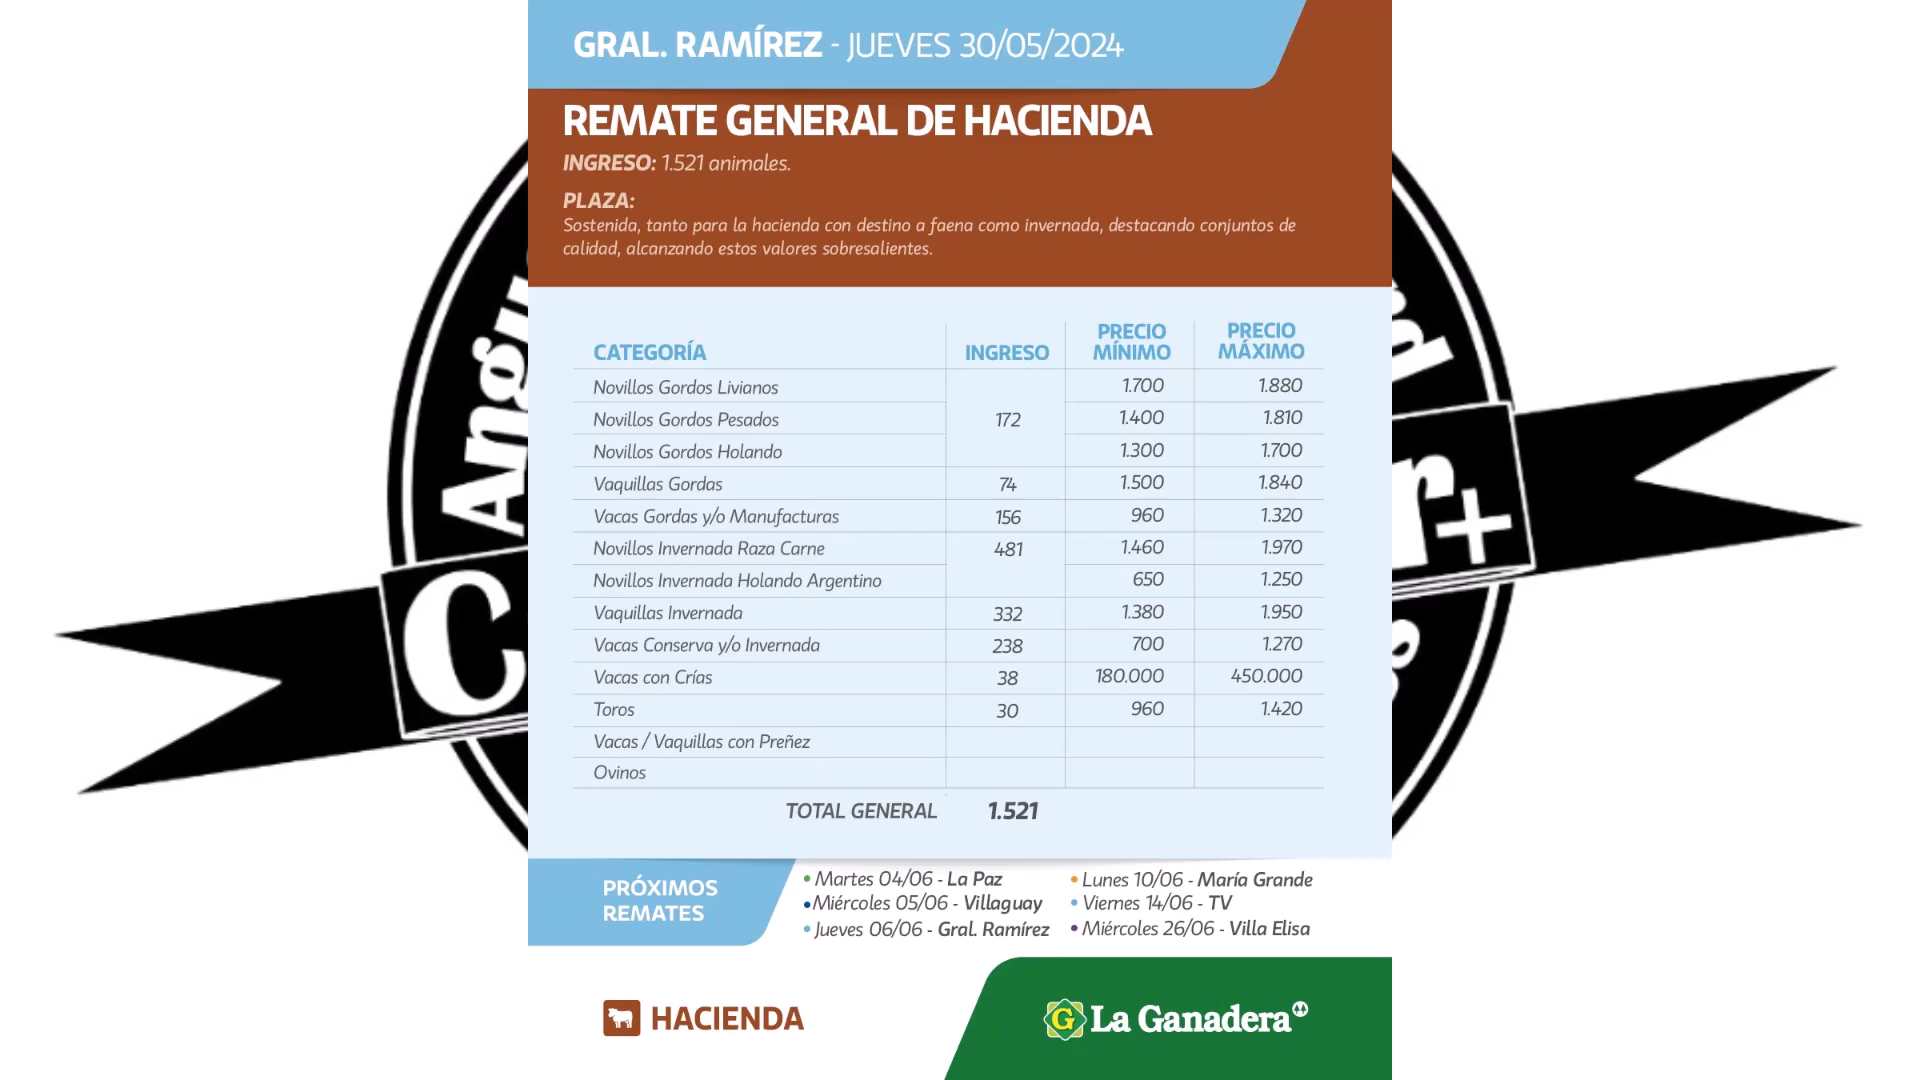 GRAL. RAMÍREZ - JUEVES 30/05/2024
REMATE GENERAL DE HACIENDA
INGRESO: 1.521 animales.
PLAZA:
Sostenida, tanto para la hacienda con destino a faena como invernada, destacando conjuntos de
calidad, alcanzando estos valores sobresalientes.
CATEGORÍA INGRESO PRECIO MÍNIMO PRECIO MÁXIMO
Novillos Gordos Livianos 1.700 1.880
Novillos Gordos Pesados 172 1.400 1.810
Novillos Gordos Holando 1.300 1.700
Vaquillas Gordas 74 1.500 1.840
Vacas Gordas y/o Manufacturas 156 960 1.320
Novillos Invernada Raza Carne 481 1.460 1.970
Novillos Invernada Holando Argentino 650 1.250
Vaquillas Invernada 332 1.380 1.950
Vacas Conserva y/o Invernada 238 700 1.270
Vacas con Crías 38 180.000 450.000
Toros 30 960 1.420
Vacas / Vaquillas con Preñez
Ovinos
TOTAL GENERAL 1.521
PRÓXIMOS
REMATES
• Martes 04/06 - La Paz
• Miércoles 05/06 - Villaguay
• Jueves 06/06 - Gral. Ramírez
• Lunes 10/06 - María Grande
• Viernes 14/06 - TV
• Miércoles 26/06 - Villa Elisa
HACIENDA
G La Ganadera